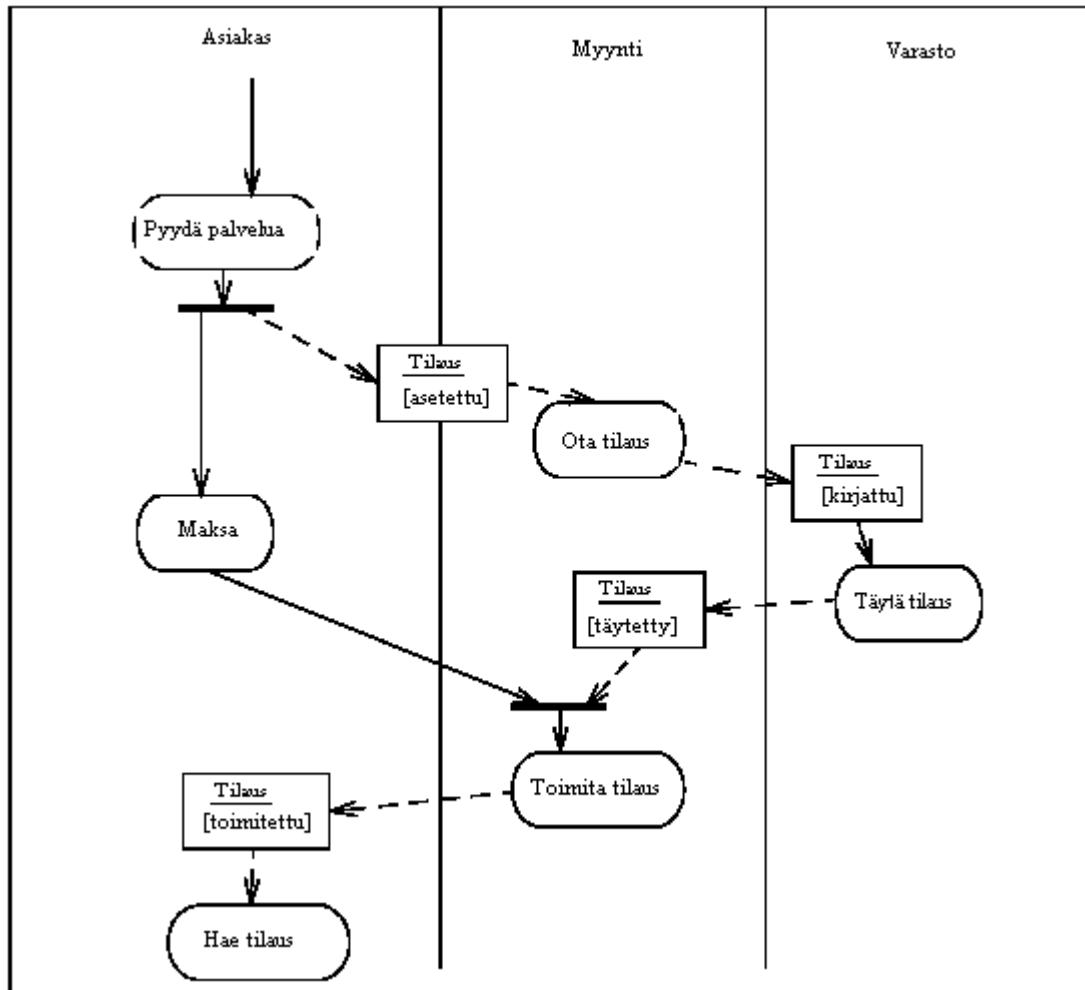 Asiakas
Myynti
Varasto
Pyydä palvelua
Tilaus
[asetettu]
Ota tilaus
Tilaus
[kirjattu]
Maksa
Tilaus
[täytetty]
Täytä tilaus
Toimita tilaus
Tilaus
[toimitettu]
Hae tilaus